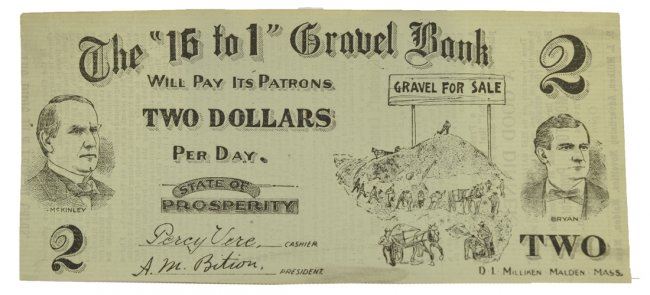 The "16 to 1" Gravel Bank
WILL PAY ITS PATRONS
TWO DOLLARS
PER DAY.
STATE OF
PROSPERITY
Percy Vere, CASHIER
A. M. Bition, PRESIDENT
McKINLEY
2
GRAVEL FOR SALE
2
BRYAN
TWO
D. L. MILLIKEN MALDEN MASS.